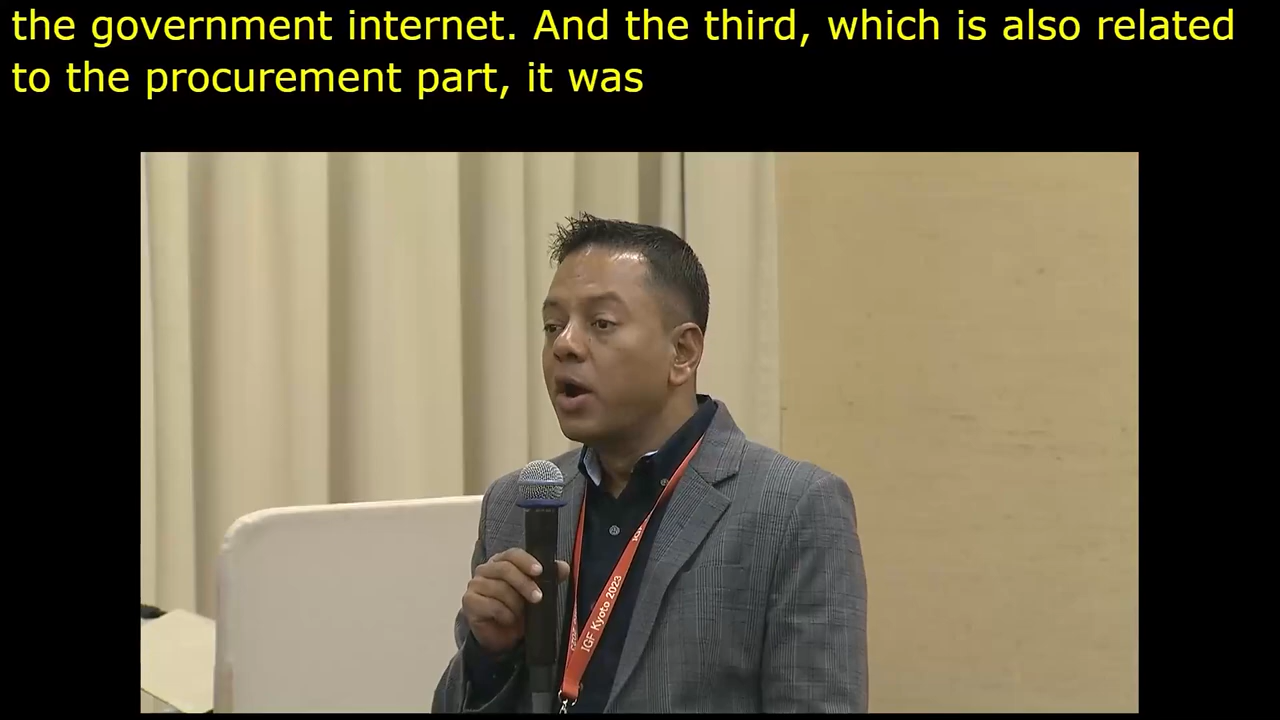 the government internet. And the third, which is also related
to the procurement part, it was
IGF Kyoto 2023